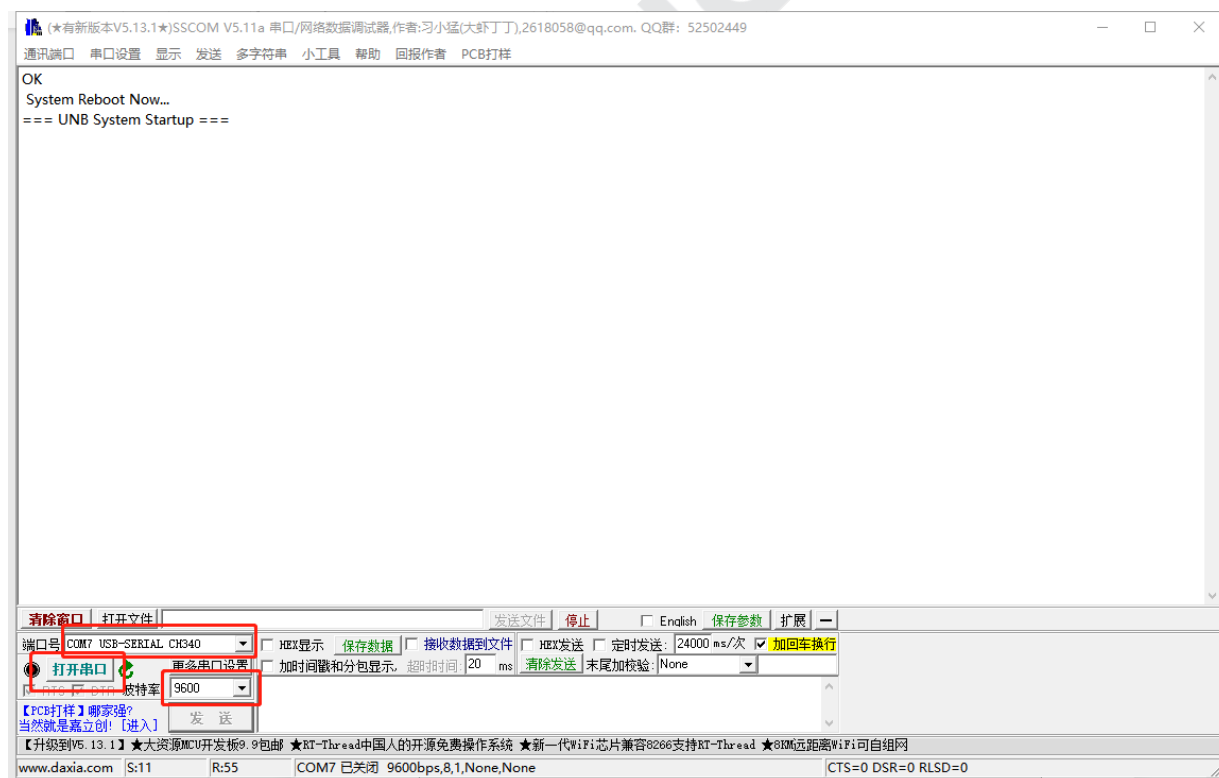 (★有新版本V5.13.1★)SSCOM V5.11a 串口/网络数据调试器,作者:习小猛(大虾丁丁),2618058@qq.com. QQ群: 52502449
通讯端口 串口设置 显示 发送 多字符串 小工具 帮助 回报作者 PCB打样
OK
System Reboot Now...
=== UNB System Startup ===
清除窗口 打开文件 发送文件 停止 English 保存参数 扩展 —
端口号 COM7 USB-SERIAL CH340 HEX显示 保存数据 接收数据到文件 HEX发送 定时发送: 24000 ms/次 加回车换行
打开串口 更多串口设置 加时间戳和分包显示, 超时时间: 20 ms 清除发送 末尾加校验: None
RTS DTR 波特率 9600
【PCB打样】哪家强?
当然就是嘉立创! [进入]
发 送
【升级到V5.13.1】★大资源MCU开发板9.9包邮 ★RT-Thread中国人的开源免费操作系统 ★新一代WiFi芯片兼容8266支持RT-Thread ★8KM远距离WiFi可自组网
www.daxia.com S:11 R:55 COM7 已关闭 9600bps,8,1,None,None CTS=0 DSR=0 RLSD=0